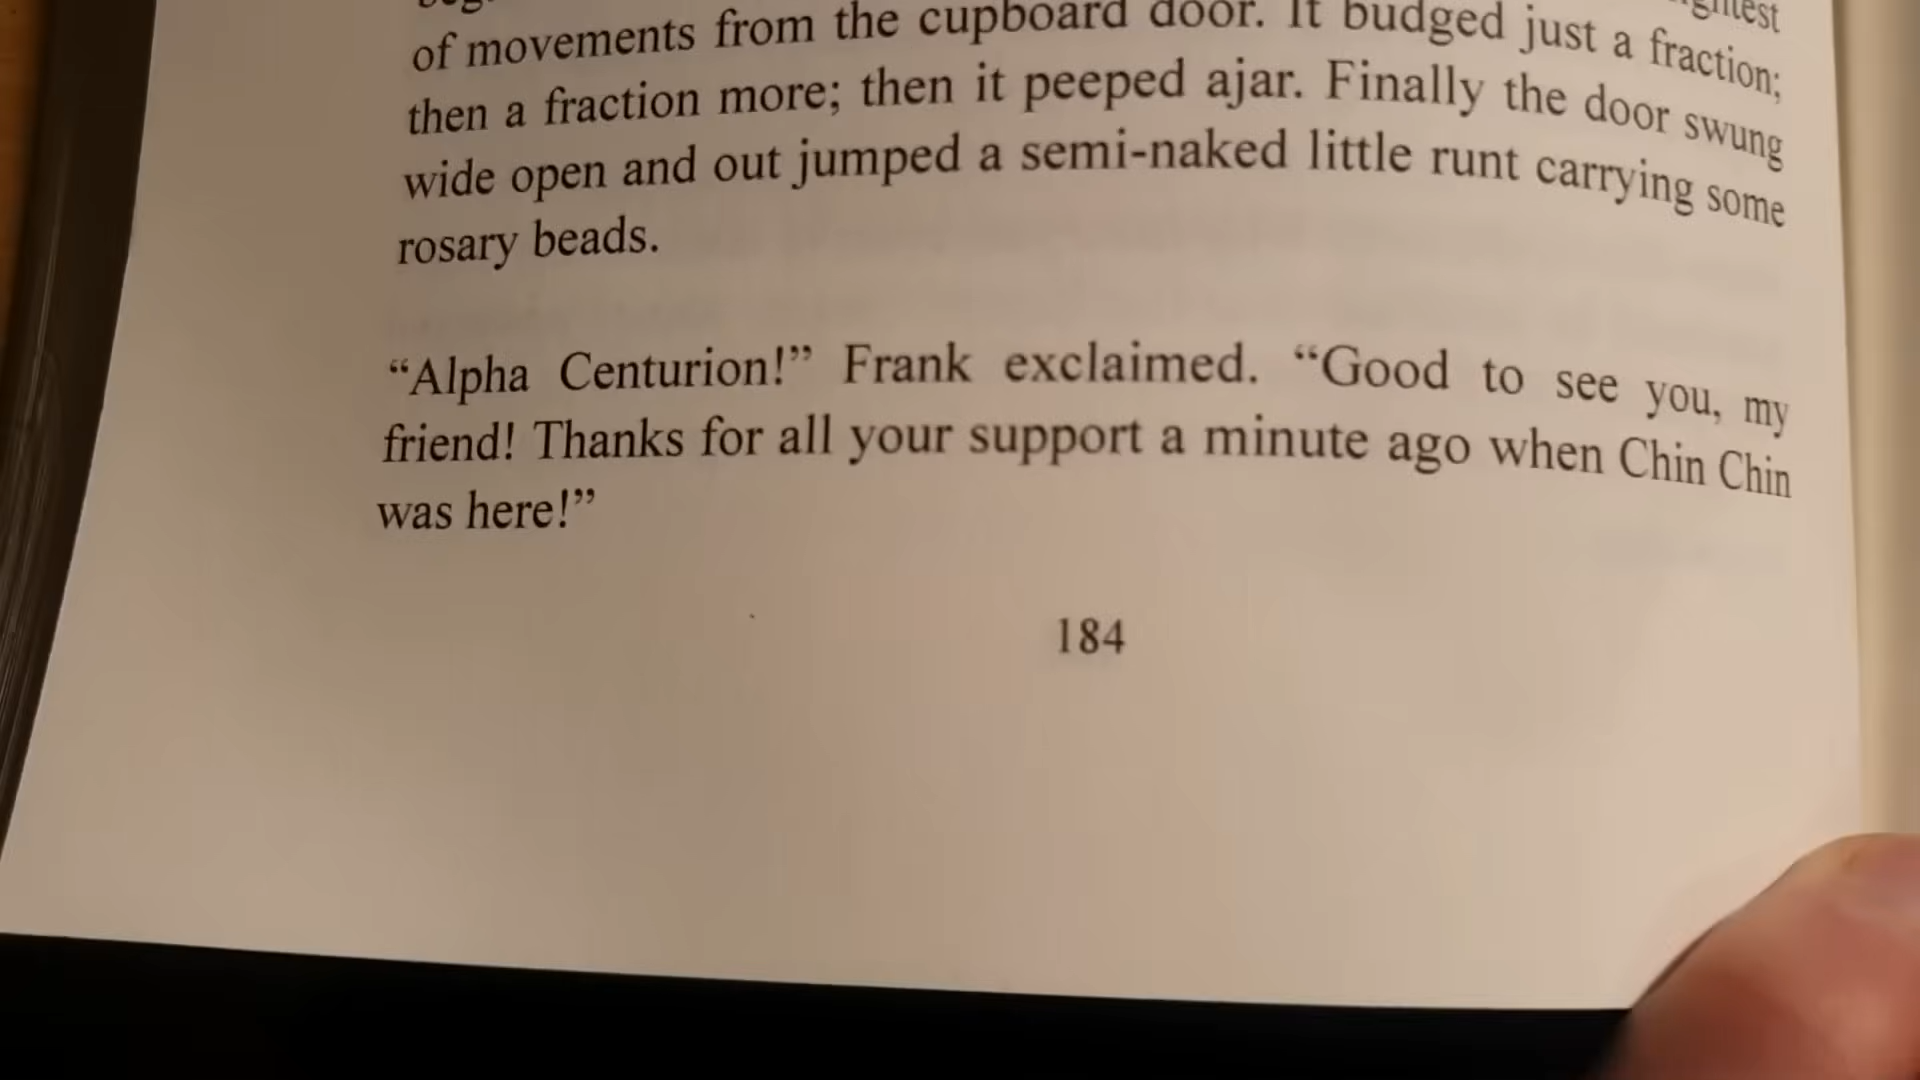 of movements from the cupboard door. It budged just a fraction;
then a fraction more; then it peeped ajar. Finally the door swung
wide open and out jumped a semi-naked little runt carrying some
rosary beads.
“Alpha Centurion!” Frank exclaimed. “Good to see you, my
friend! Thanks for all your support a minute ago when Chin Chin
was here!”
184